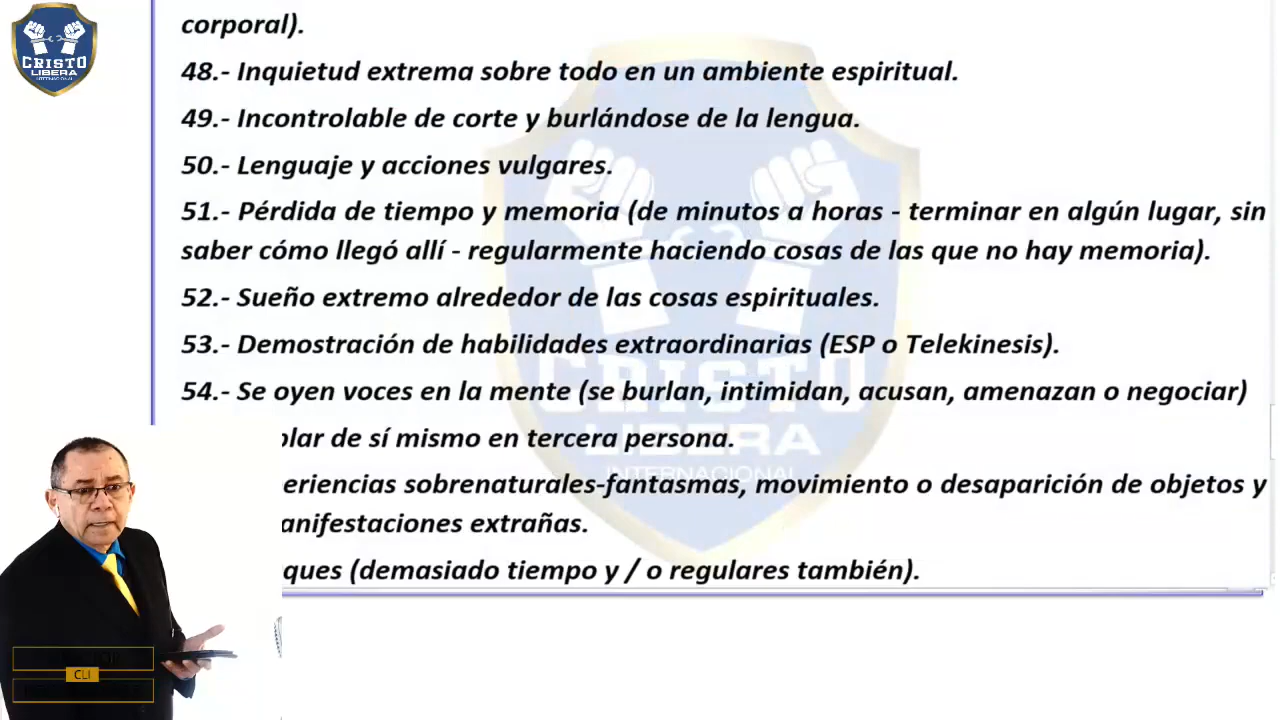 CRISTO
LIBERA
INTERNATIONAL
corporal).
48.- Inquietud extrema sobre todo en un ambiente espiritual.
49.- Incontrolable de corte y burlándose de la lengua.
50.- Lenguaje y acciones vulgares.
51.- Pérdida de tiempo y memoria (de minutos a horas - terminar en algún lugar, sin
saber cómo llegó allí - regularmente haciendo cosas de las que no hay memoria).
52.- Sueño extremo alrededor de las cosas espirituales.
53.- Demostración de habilidades extraordinarias (ESP o Telekinesis).
54.- Se oyen voces en la mente (se burlan, intimidan, acusan, amenazan o negociar)
de sí mismo en tercera persona.
sobrenaturales-fantasmas, movimiento o desaparición de objetos y
extrañas.
(demasiado tiempo y / o regulares también).
CRISTO
LIBERA
INTERNACIONAL
CLI